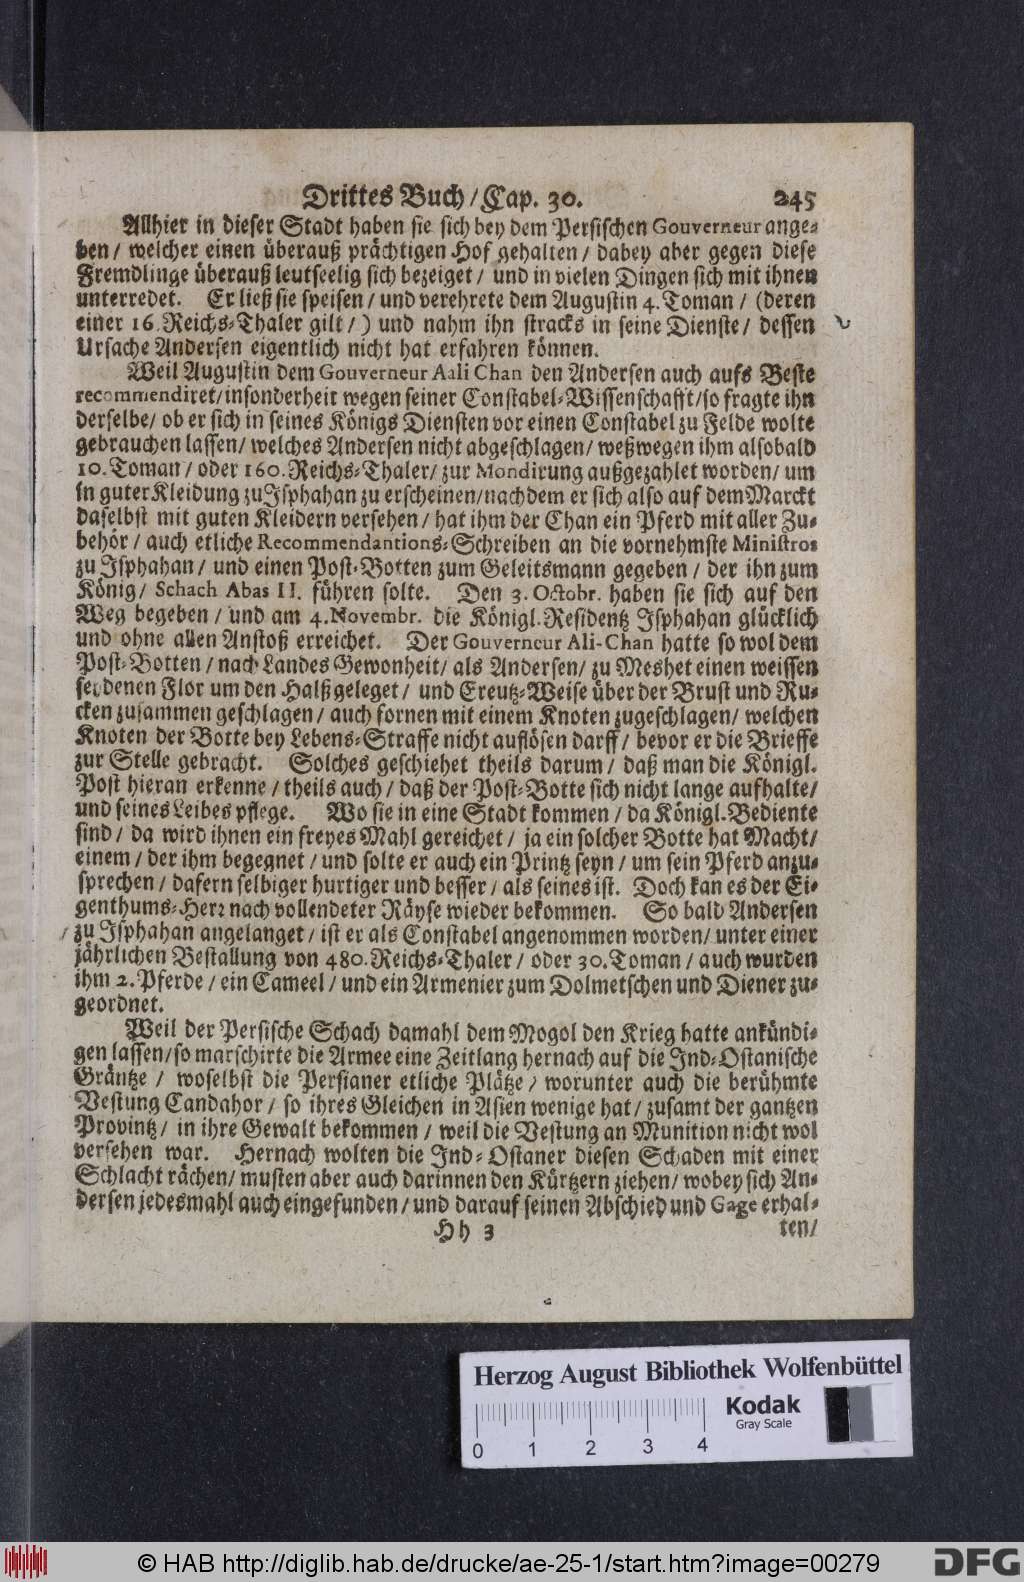 Drittes Buch / Cap. 30. 245
Allhier in dieser Stadt haben sie sich bey dem Persischen Gouverneur ange-
ben / welcher einen überauß prächtigen Hof gehalten / dabey aber gegen diese
Fremdlinge überauß leutseelig sich bezeiget / und in vielen Dingen sich mit ihnen
unterredet. Er ließ sie speisen / und verehrete dem Augustin 4. Toman / (deren
einer 16. Reichs-Thaler gilt /) und nahm ihn stracks in seine Dienste / dessen
Ursache Andersen eigentlich nicht hat erfahren können.
Weil Augustin dem Gouverneur Aali Chan den Andersen auch aufs Beste
recommendiret / insonderheit wegen seiner Constabel-Wissenschafft / so fragte ihn
derselbe / ob er sich in seines Königs Diensten vor einen Constabel zu Felde wolte
gebrauchen lassen / welches Andersen nicht abgeschlagen / weßwegen ihm alsobald
10. Toman / oder 160. Reichs-Thaler / zur Mondirung außgezahlet worden / um
in guter Kleidung zu Isphahan zu erscheinen / nachdem er sich also auf dem Marckt
daselbst mit guten Kleidern versehen / hat ihm der Chan ein Pferd mit aller Zu-
behör / auch etliche Recommendantions-Schreiben an die vornehmste Ministros
zu Isphahan / und einen Post-Botten zum Geleitsmann gegeben / der ihn zum
König / Schach Abas II. führen solte. Den 3. Octobr. haben sie sich auf den
Weg begeben / und am 4. Novembr. die Königl. Residentz Isphahan glücklich
und ohne allen Anstoß erreichet. Der Gouverneur Ali-Chan hatte so wol dem
Post-Botten / nach Landes Gewonheit / als Andersen / zu Meshet einen weissen
seydenen Flor um den Halß geleget / und Creutz-Weise über der Brust und Ru-
cken zusammen geschlagen / auch fornen mit einem Knoten zugeschlagen / welchen
Knoten der Botte bey Lebens-Straffe nicht auflösen darff / bevor er die Brieffe
zur Stelle gebracht. Solches geschiehet theils darum / daß man die Königl.
Post hieran erkenne / theils auch / daß der Post-Botte sich nicht lange aufhalte /
und seines Leibes pflege. Wo sie in eine Stadt kommen / da Königl. Bediente
sind / da wird ihnen ein freyes Mahl gereichet / ja ein solcher Botte hat Macht /
einem / der ihm begegnet / und solte er auch ein Printz seyn / um sein Pferd anzu-
sprechen / dafern selbiger hurtiger und besser / als seines ist. Doch kan es der Ei-
genthums-Herr nach vollendeter Räyse wieder bekommen. So bald Andersen
zu Isphahan angelanget / ist er als Constabel angenommen worden / unter einer
jährlichen Bestallung von 480. Reichs-Thaler / oder 30. Toman / auch wurden
ihm 2. Pferde / ein Cameel / und ein Armenier zum Dolmetschen und Diener zu-
geordnet.
Weil der Persische Schach damahl dem Mogol den Krieg hatte ankündi-
gen lassen / so marschirte die Armee eine Zeitlang hernach auf die Ind-Ostanische
Gräntze / woselbst die Persianer etliche Plätze / worunter auch die berühmte
Vestung Candahor / so ihres Gleichen in Asien wenige hat / zusamt der gantzen
Provintz / in ihre Gewalt bekommen / weil die Vestung an Munition nicht wol
versehen war. Hernach wolten die Ind-Ostaner diesen Schaden mit einer
Schlacht rächen / musten aber auch darinnen den Kürtzern ziehen / wobey sich An-
dersen jedesmahl auch eingefunden / und darauf seinen Abschied und Gage erhal-
Hh 3 ten /
Herzog August Bibliothek Wolfenbüttel
Kodak
Gray Scale
0 1 2 3 4
© HAB http://diglib.hab.de/drucke/ae-25-1/start.htm?image=00279
DFG